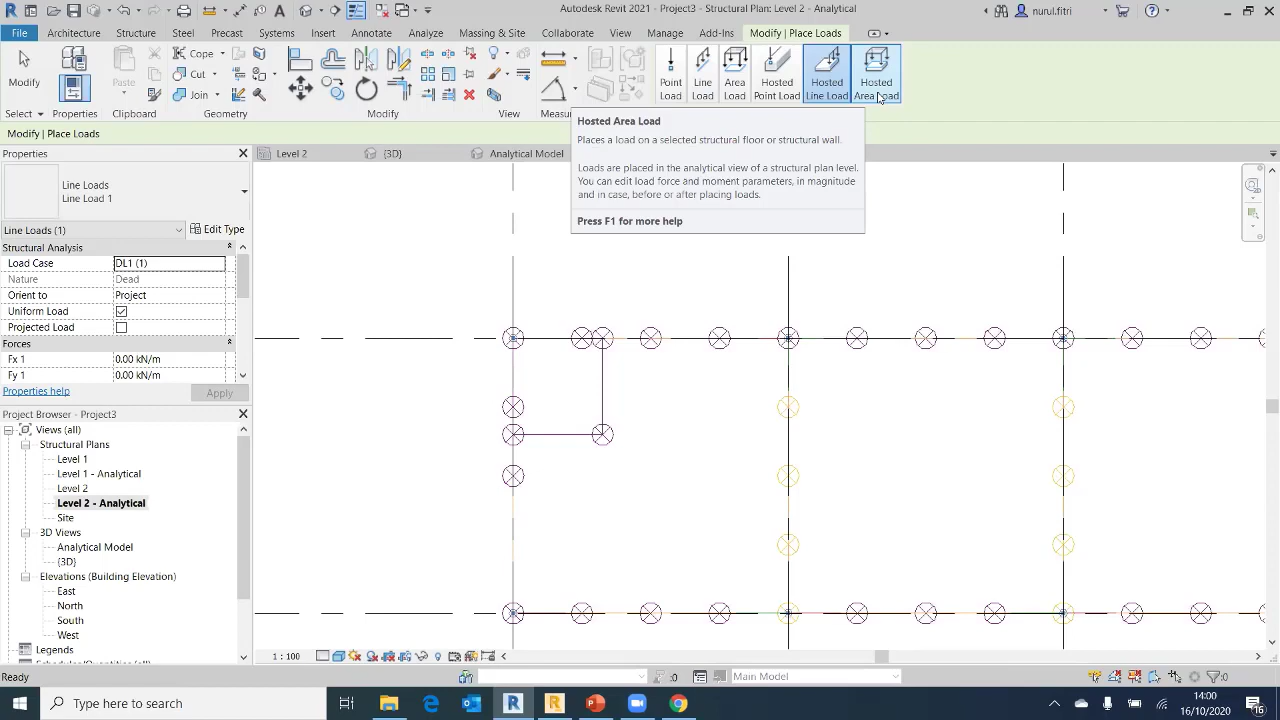 Autodesk Revit 2021 - Project3 - Structural Plan: Level 2 - Analytical
nurul.fitri
File Architecture Structure Steel Precast Systems Insert Annotate Analyze Massing & Site Collaborate View Manage Add-Ins Modify | Place Loads
Modify
Paste
Cope
Cut
Join
Point Load
Line Load
Area Load
Hosted Point Load
Hosted Line Load
Hosted Area Load
Select Properties Clipboard Geometry Modify View
Modify | Place Loads
Hosted Area Load
Places a load on a selected structural floor or structural wall.
Loads are placed in the analytical view of a structural plan level.
You can edit load force and moment parameters, in magnitude
and in case, before or after placing loads.
Press F1 for more help
Properties
Level 2 {3D} Analytical Model
Line Loads
Line Load 1
Line Loads (1) Edit Type
Structural Analysis
Load Case DL1 (1)
Nature Dead
Orient to Project
Uniform Load
Projected Load
Forces
Fx 1 0.00 kN/m
Fy 1 0.00 kN/m
Properties help Apply
Project Browser - Project3
Views (all)
Structural Plans
Level 1
Level 1 - Analytical
Level 2
Level 2 - Analytical
Site
3D Views
Analytical Model
{3D}
Elevations (Building Elevation)
East
North
South
West
Legends
1 : 100
Ready :0 Main Model :0
Type here to search
14:00
16/10/2020